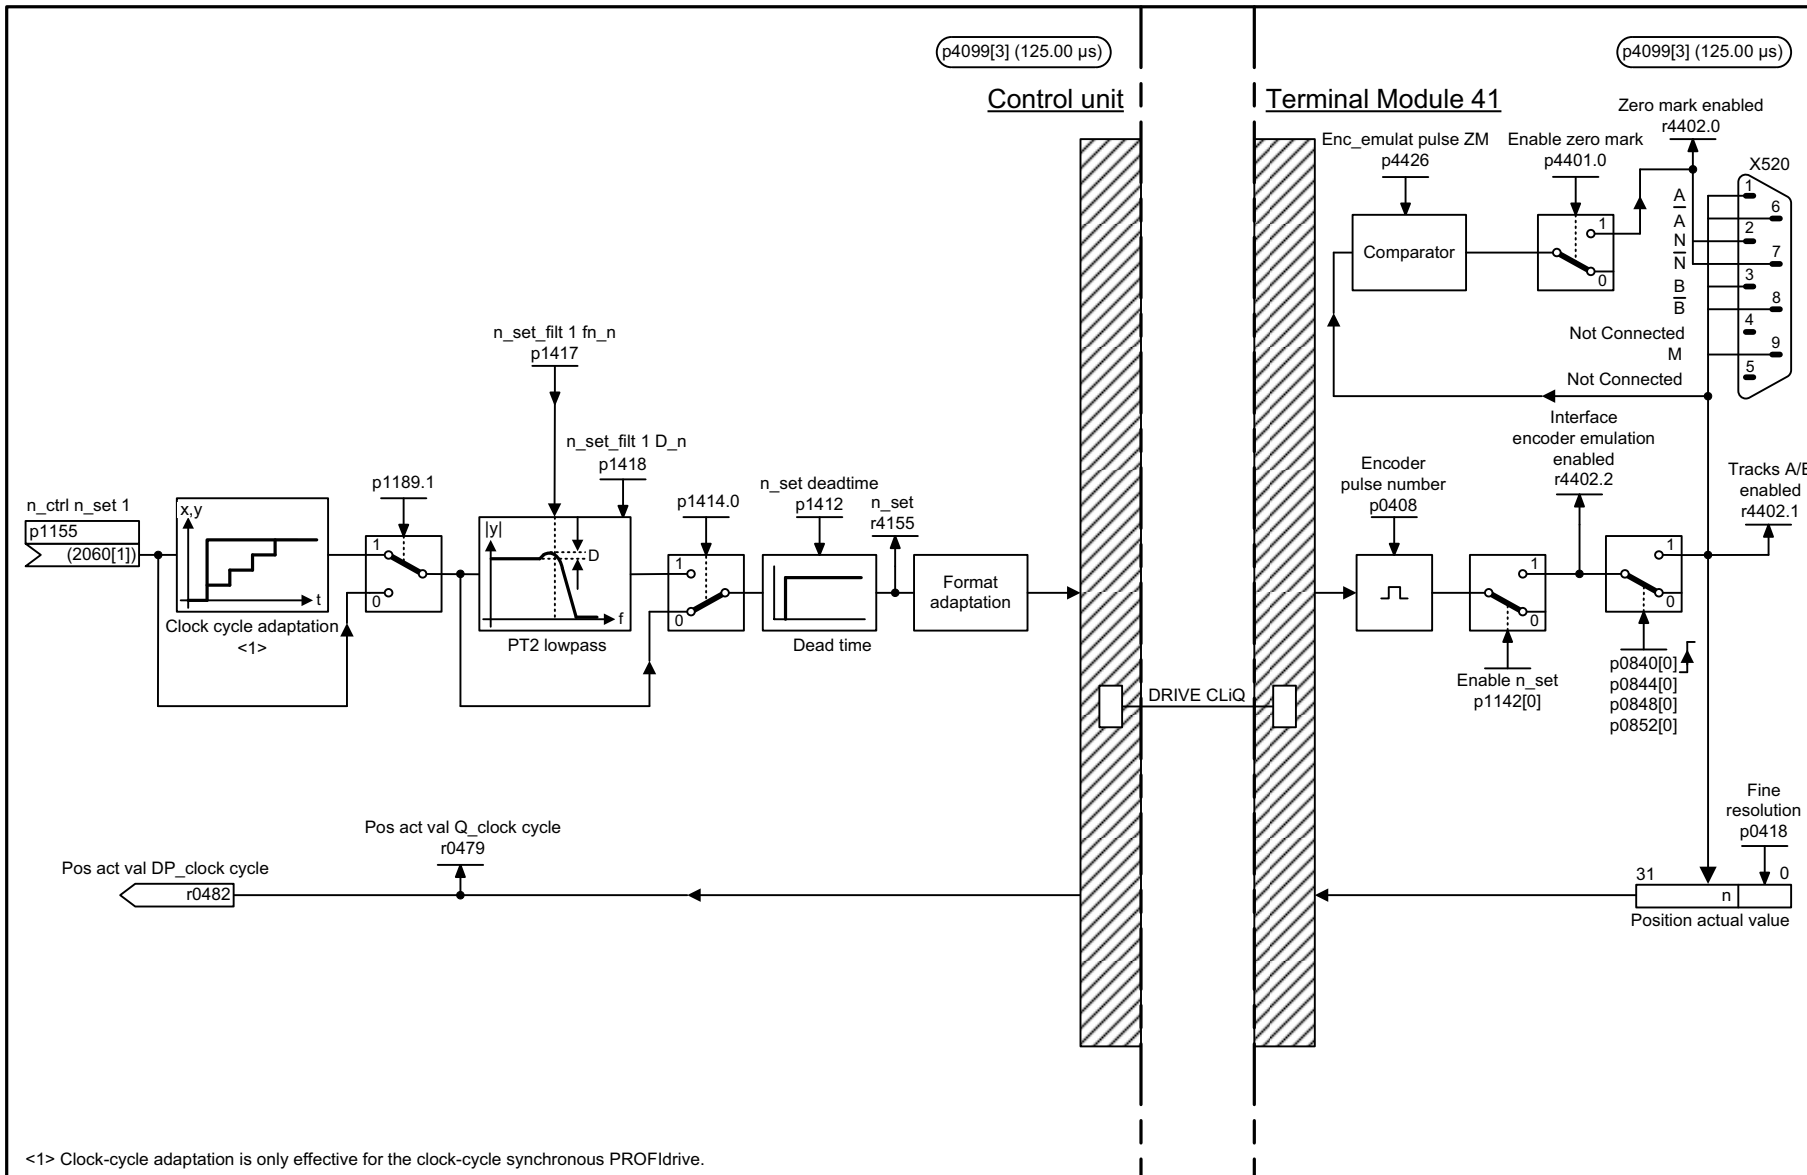 p4099[3] (125.00 µs)
p4099[3] (125.00 µs)
Control unit
Terminal Module 41
Zero mark enabled
r4402.0
Enc_emulat pulse ZM
p4426
Enable zero mark
p4401.0
X520
Comparator
1
0
A
A
N
N
B
B
Not Connected
M
Not Connected
1
6
2
7
3
8
4
9
5
n_set_filt 1 fn_n
p1417
n_set_filt 1 D_n
p1418
n_ctrl n_set 1
p1155
(2060[1])
x,y
t
Clock cycle adaptation
<1>
p1189.1
1
0
|y|
D
f
PT2 lowpass
p1414.0
1
0
n_set deadtime
p1412
Dead time
n_set
r4155
Format
adaptation
DRIVE CLiQ
Encoder
pulse number
p0408
Interface
encoder emulation
enabled
r4402.2
1
0
Enable n_set
p1142[0]
1
0
p0840[0]
p0844[0]
p0848[0]
p0852[0]
Tracks A/
enabled
r4402.1
Pos act val DP_clock cycle
r0482
Pos act val Q_clock cycle
r0479
Fine
resolution
p0418
31
0
n
Position actual value
<1> Clock-cycle adaptation is only effective for the clock-cycle synchronous PROFIdrive.